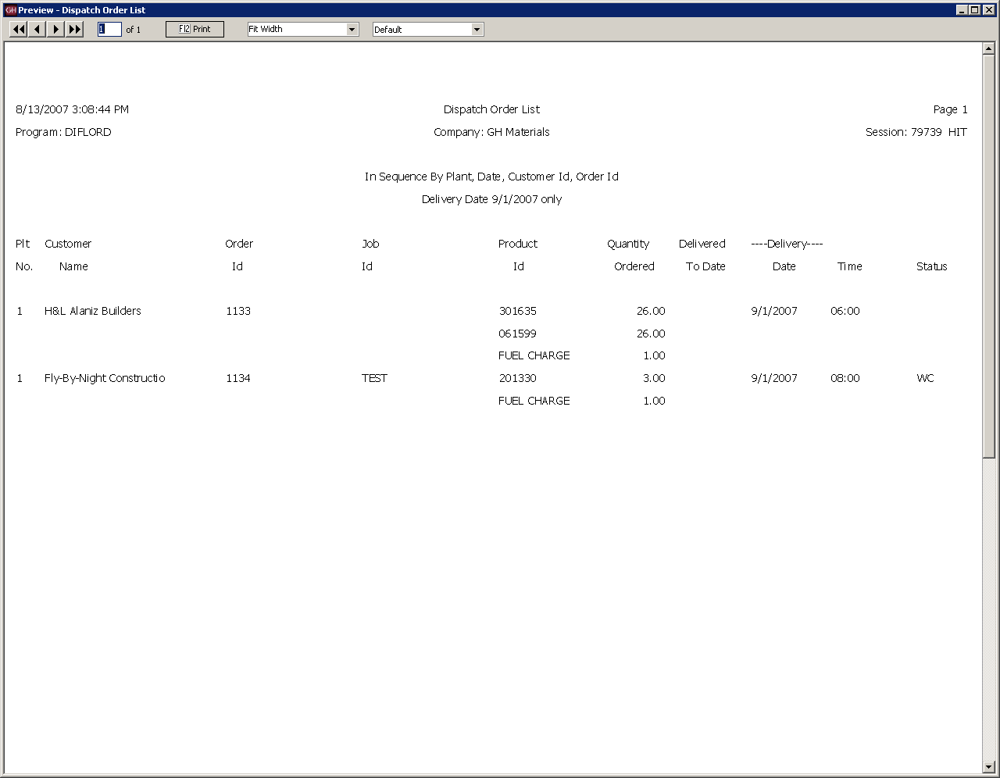 GH Preview - Dispatch Order List
1 of 1 F12 Print Fit Width Default
8/13/2007 3:08:44 PM Dispatch Order List Page 1
Program: DIFLORD Company: GH Materials Session: 79739 HIT
In Sequence By Plant, Date, Customer Id, Order Id
Delivery Date 9/1/2007 only
Plt Customer Order Job Product Quantity Delivered ----Delivery----
No. Name Id Id Id Ordered To Date Date Time Status
1 H&L Alaniz Builders 1133 301635 26.00 9/1/2007 06:00
061599 26.00
FUEL CHARGE 1.00
1 Fly-By-Night Constructio 1134 TEST 201330 3.00 9/1/2007 08:00 WC
FUEL CHARGE 1.00